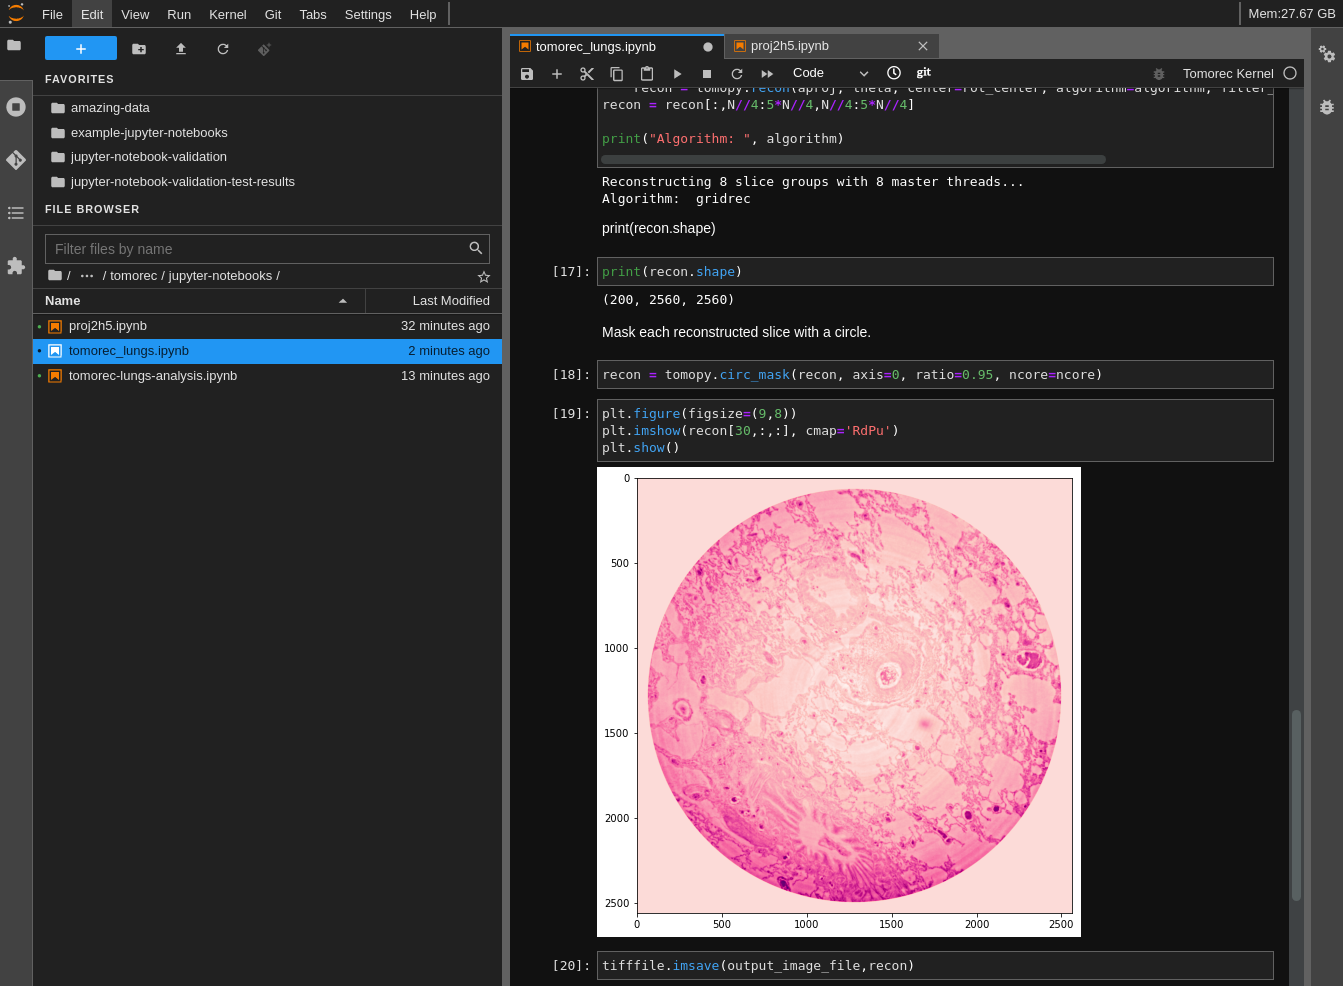 File Edit View Run Kernel Git Tabs Settings Help
Mem:27.67 GB
FAVORITES
amazing-data
example-jupyter-notebooks
jupyter-notebook-validation
jupyter-notebook-validation-test-results
FILE BROWSER
Filter files by name
/ ··· / tomorec / jupyter-notebooks /
Name Last Modified
proj2h5.ipynb 32 minutes ago
tomorec_lungs.ipynb 2 minutes ago
tomorec-lungs-analysis.ipynb 13 minutes ago
tomorec_lungs.ipynb proj2h5.ipynb
Code git Tomorec Kernel
recon = tomopy.recon(aproj, theta, center=rot_center, algorithm=algorithm, filter_
recon = recon[:,N//4:5*N//4,N//4:5*N//4]
print("Algorithm: ", algorithm)
Reconstructing 8 slice groups with 8 master threads...
Algorithm:  gridrec
print(recon.shape)
[17]: print(recon.shape)
(200, 2560, 2560)
Mask each reconstructed slice with a circle.
[18]: recon = tomopy.circ_mask(recon, axis=0, ratio=0.95, ncore=ncore)
[19]: plt.figure(figsize=(9,8))
plt.imshow(recon[30,:,:], cmap='RdPu')
plt.show()
0
500
1000
1500
2000
2500
0 500 1000 1500 2000 2500
[20]: tifffile.imsave(output_image_file,recon)